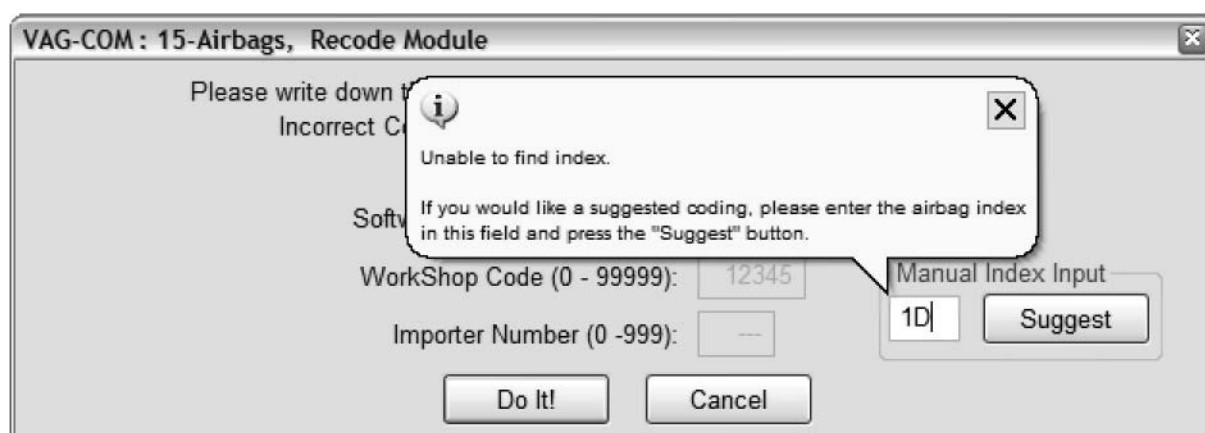 VAG-COM : 15-Airbags, Recode Module
Please write down
Incorrect
Unable to find index.
If you would like a suggested coding, please enter the airbag index
in this field and press the "Suggest" button.
WorkShop Code (0 - 99999): 12345
Manual Index Input
1D Suggest
Importer Number (0 -999): ---
Do It! Cancel